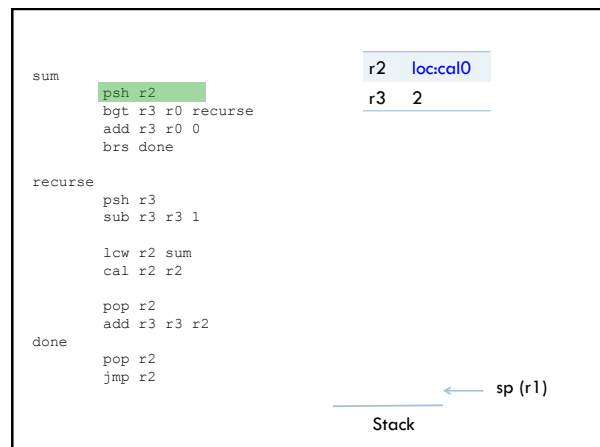 sum
psh r2
bgt r3 r0 recurse
add r3 r0 0
brs done
recurse
psh r3
sub r3 r3 1
lcw r2 sum
cal r2 r2
pop r2
add r3 r3 r2
done
pop r2
jmp r2
r2 loc:cal0
r3 2
sp (r1)
Stack